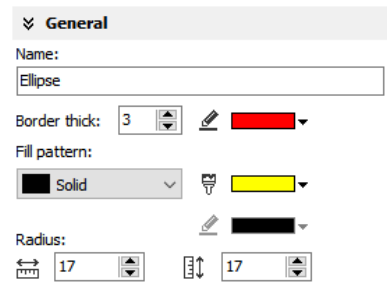 General
Name:
Ellipse
Border thick: 3
Fill pattern:
Solid
Radius:
17 17